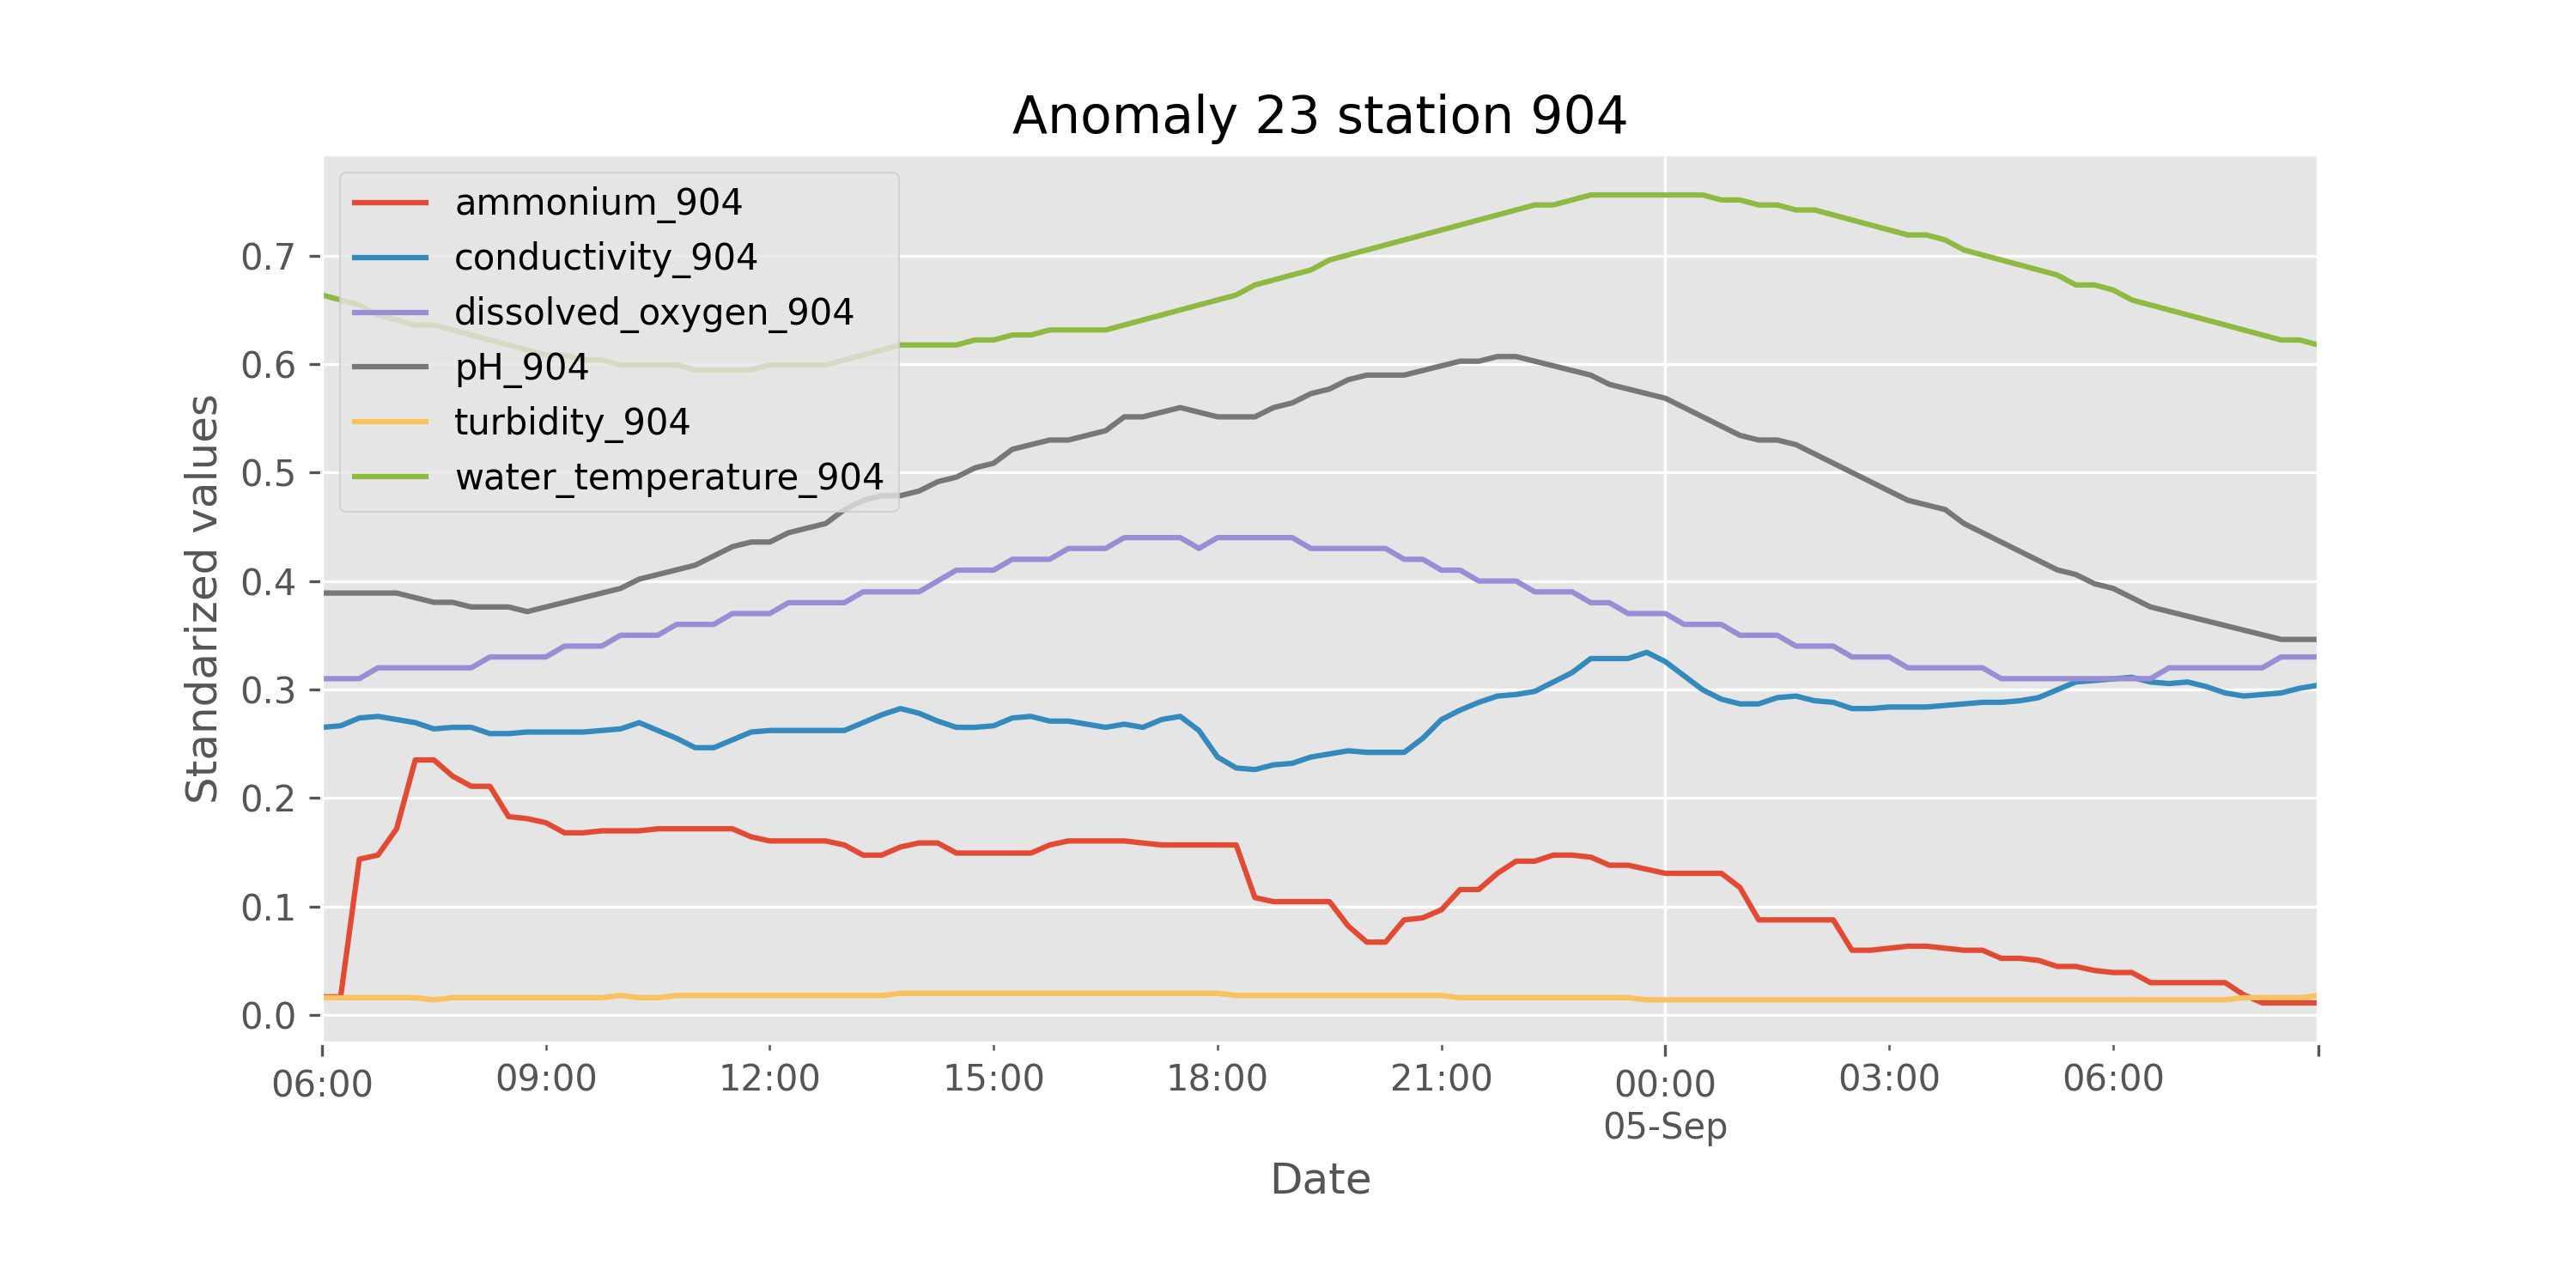 Anomaly 23 station 904
ammonium_904
conductivity_904
dissolved_oxygen_904
pH_904
turbidity_904
water_temperature_904
Standarized values
0.7
0.6
0.5
0.4
0.3
0.2
0.1
0.0
06:00 09:00 12:00 15:00 18:00 21:00 00:00 03:00 06:00
05-Sep
Date